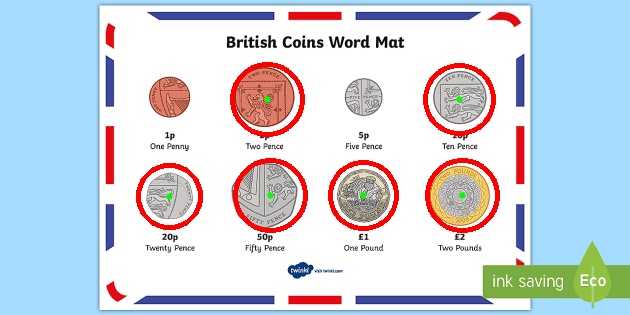 British Coins Word Mat
TWO PENCE
FIVE PENCE
TEN PENCE
1p
5p
One Penny
Two Pence
Five Pence
Ten Pence
FIFTY PENCE
TWO POUNDS
20p
50p
£1
£2
Twenty Pence
Fifty Pence
One Pound
Two Pounds
twinkl visit twinkl.com
ink saving Eco